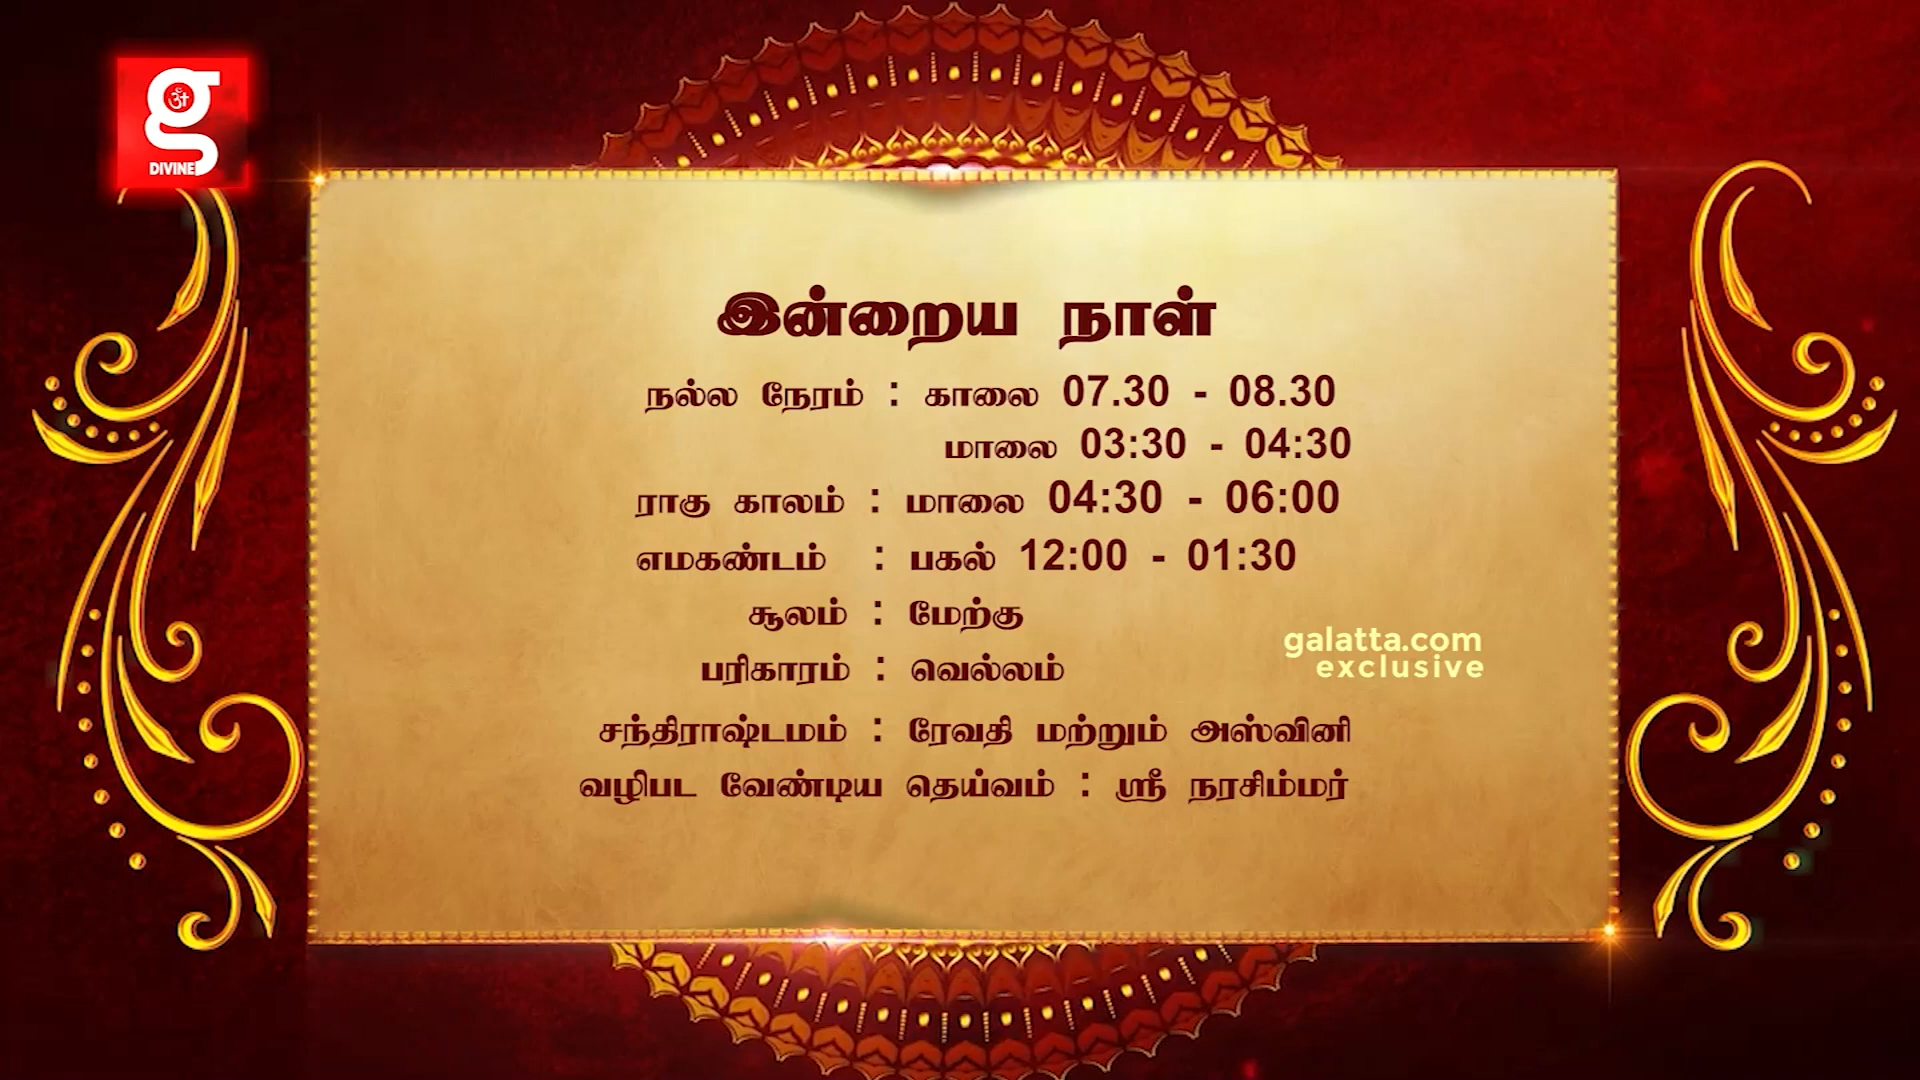 g
DIVINE
இன்றைய நாள்
நல்ல நேரம் : காலை 07.30 - 08.30
மாலை 03:30 - 04:30
ராகு காலம் : மாலை 04:30 - 06:00
எமகண்டம் : பகல் 12:00 - 01:30
சூலம் : மேற்கு
பரிகாரம் : வெல்லம்
சந்திராஷ்டமம் : ரேவதி மற்றும் அஸ்வினி
வழிபட வேண்டிய தெய்வம் : ஸ்ரீ நரசிம்மர்
galatta.com
exclusive